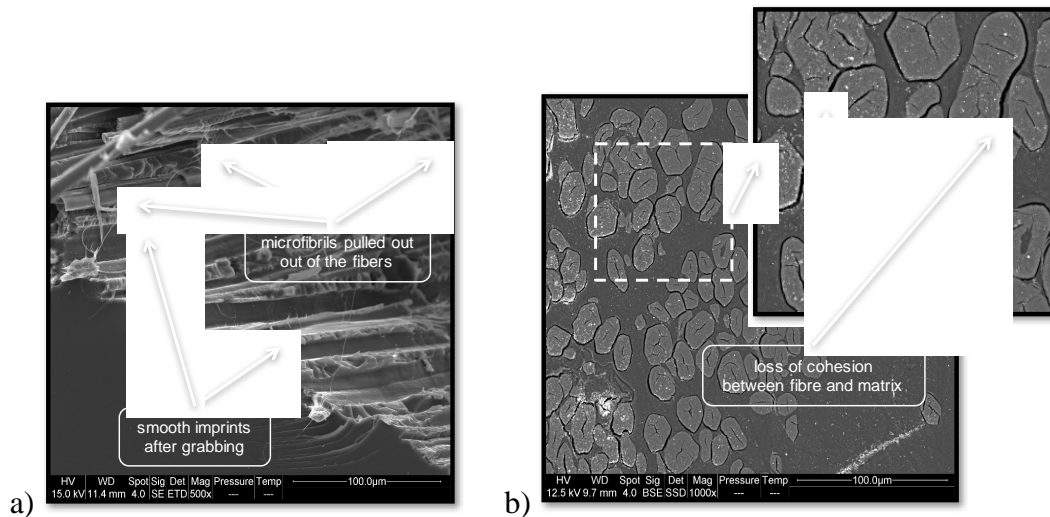 microfibrils pulled out
out of the fibers
smooth imprints
after grabbing
HV WD Spot Sig Det Mag Pressure Temp
15.0 kV 11.4 mm 4.0 SE ETD 500x --- --- 100.0µm
a)
loss of cohesion
between fibre and matrix
HV WD Spot Sig Det Mag Pressure Temp
12.5 kV 9.7 mm 4.0 BSE SSD 1000x --- --- 100.0µm
b)